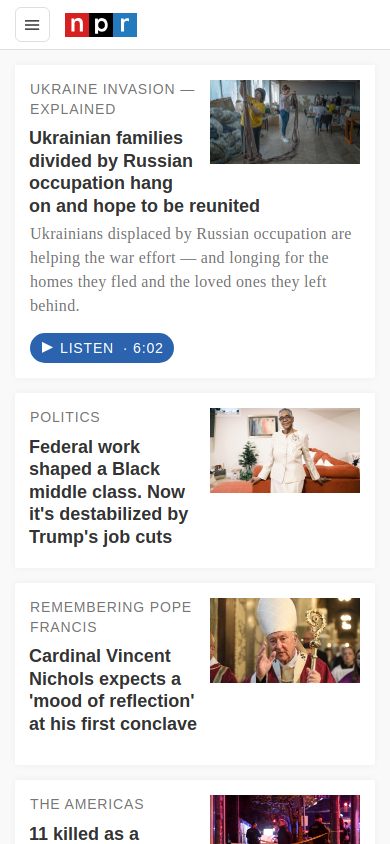 npr
UKRAINE INVASION —
EXPLAINED
Ukrainian families
divided by Russian
occupation hang
on and hope to be reunited
Ukrainians displaced by Russian occupation are
helping the war effort — and longing for the
homes they fled and the loved ones they left
behind.
LISTEN · 6:02
POLITICS
Federal work
shaped a Black
middle class. Now
it's destabilized by
Trump's job cuts
REMEMBERING POPE
FRANCIS
Cardinal Vincent
Nichols expects a
'mood of reflection'
at his first conclave
THE AMERICAS
11 killed as a